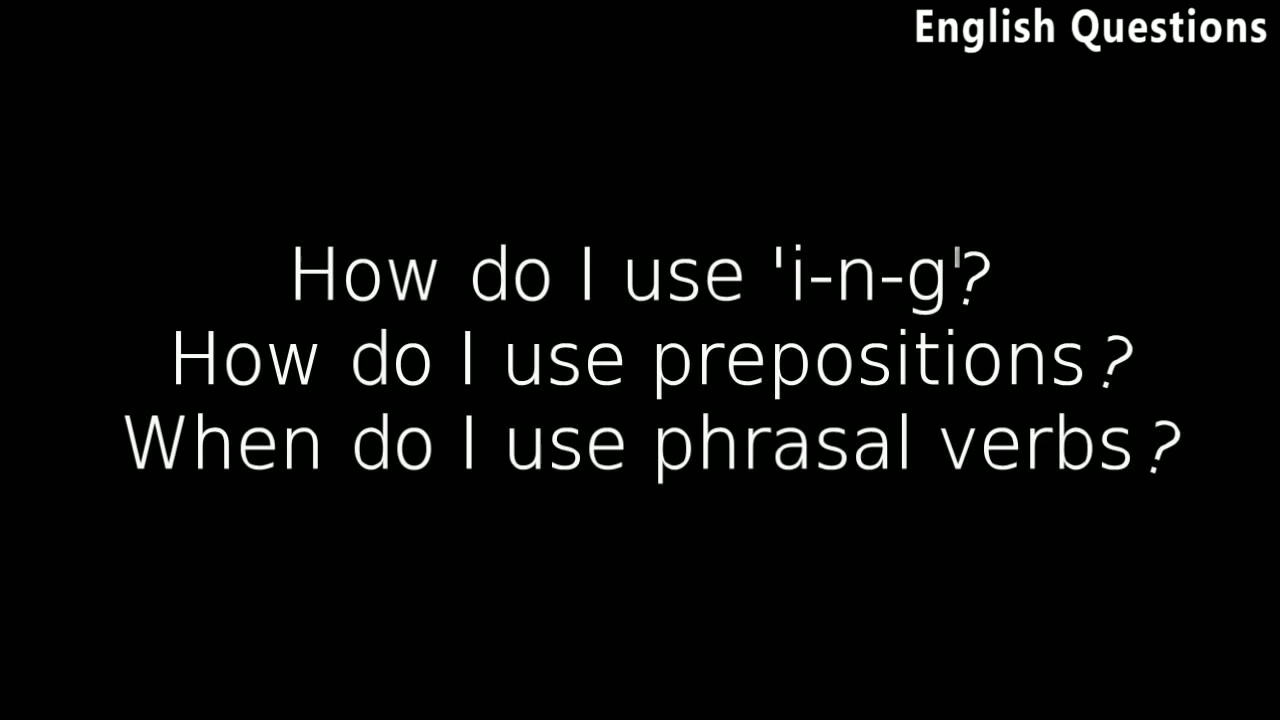 English Questions
How do I use 'i-n-g'?
How do I use prepositions?
When do I use phrasal verbs?